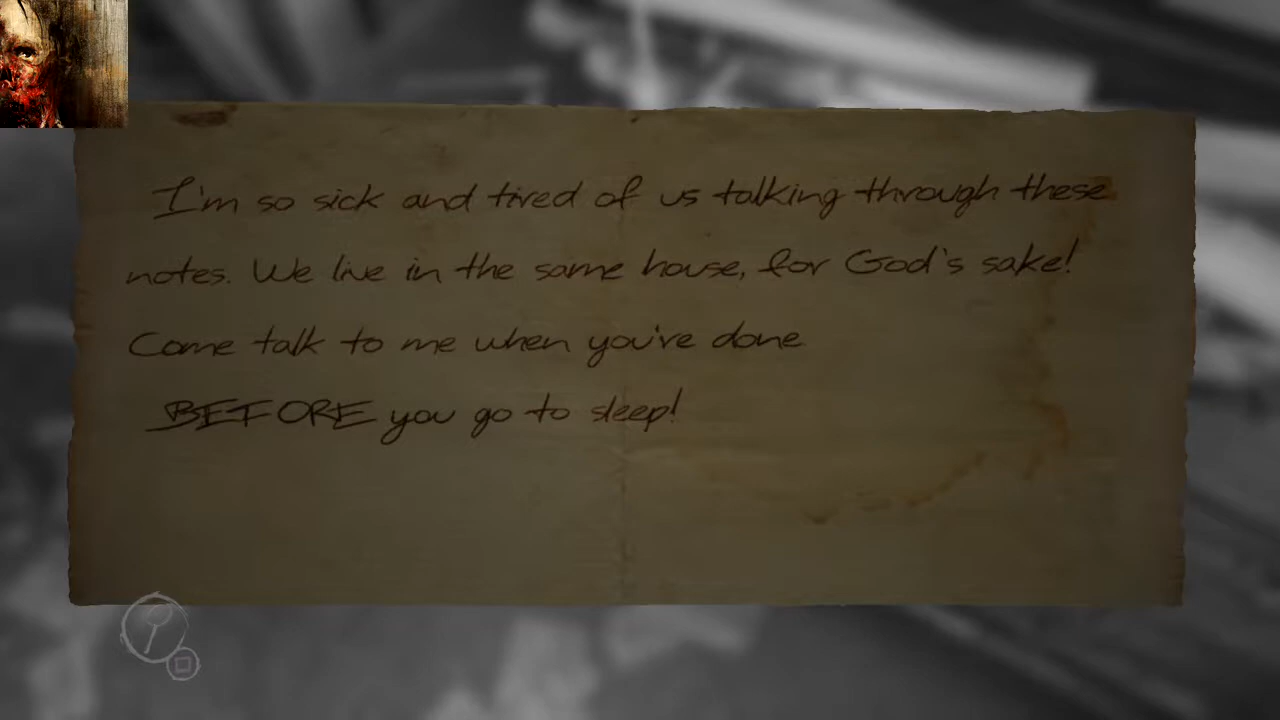 I'm so sick and tired of us talking through these
notes. We live in the same house, for God's sake!
Come talk to me when you're done
BEFORE you go to sleep!